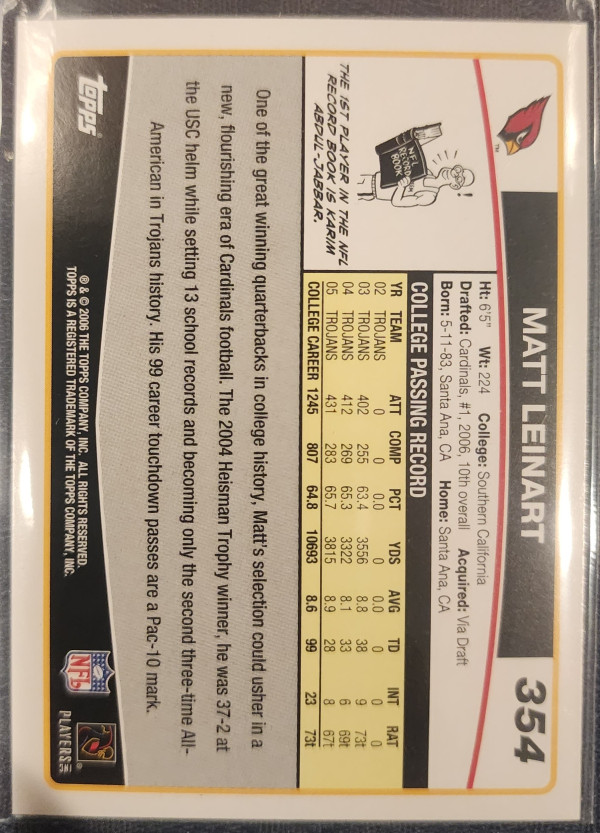 MATT LEINART
354
Ht: 6'5" Wt: 224 College: Southern California
Drafted: Cardinals, #1, 2006, 10th overall Acquired: Via Draft
Born: 5-11-83, Santa Ana, CA Home: Santa Ana, CA
NFL
RECORD
BOOK
!
THE 1ST PLAYER IN THE NFL
RECORD BOOK IS KARIM
ABDUL-JABBAR.
COLLEGE PASSING RECORD
YR TEAM ATT COMP PCT YDS AVG TD INT RAT
02 TROJANS 0 0 0.0 0 0.0 0 0
03 TROJANS 402 255 63.4 3556 8.8 38 9 73t
04 TROJANS 412 269 65.3 3322 8.1 33 6 69t
05 TROJANS 431 283 65.7 3815 8.9 28 8 67t
COLLEGE CAREER 1245 807 64.8 10693 8.6 99 23 73t
One of the great winning quarterbacks in college history, Matt's selection could usher in a
new, flourishing era of Cardinals football. The 2004 Heisman Trophy winner, he was 37-2 at
the USC helm while setting 13 school records and becoming only the second three-time All-
American in Trojans history. His 99 career touchdown passes are a Pac-10 mark.
topps
® & © 2006 THE TOPPS COMPANY, INC. ALL RIGHTS RESERVED.
TOPPS IS A REGISTERED TRADEMARK OF THE TOPPS COMPANY, INC.
NFL
PLAYERS